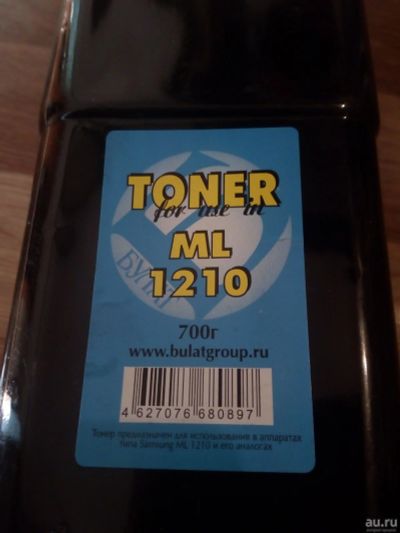 TONER
for use in
БУЛАТ
ML
1210
700г
www.bulatgroup.ru
4 627076 680897
Тонер предназначен для использования в аппаратах
типа Samsung ML 1210 и его аналогах
au.ru